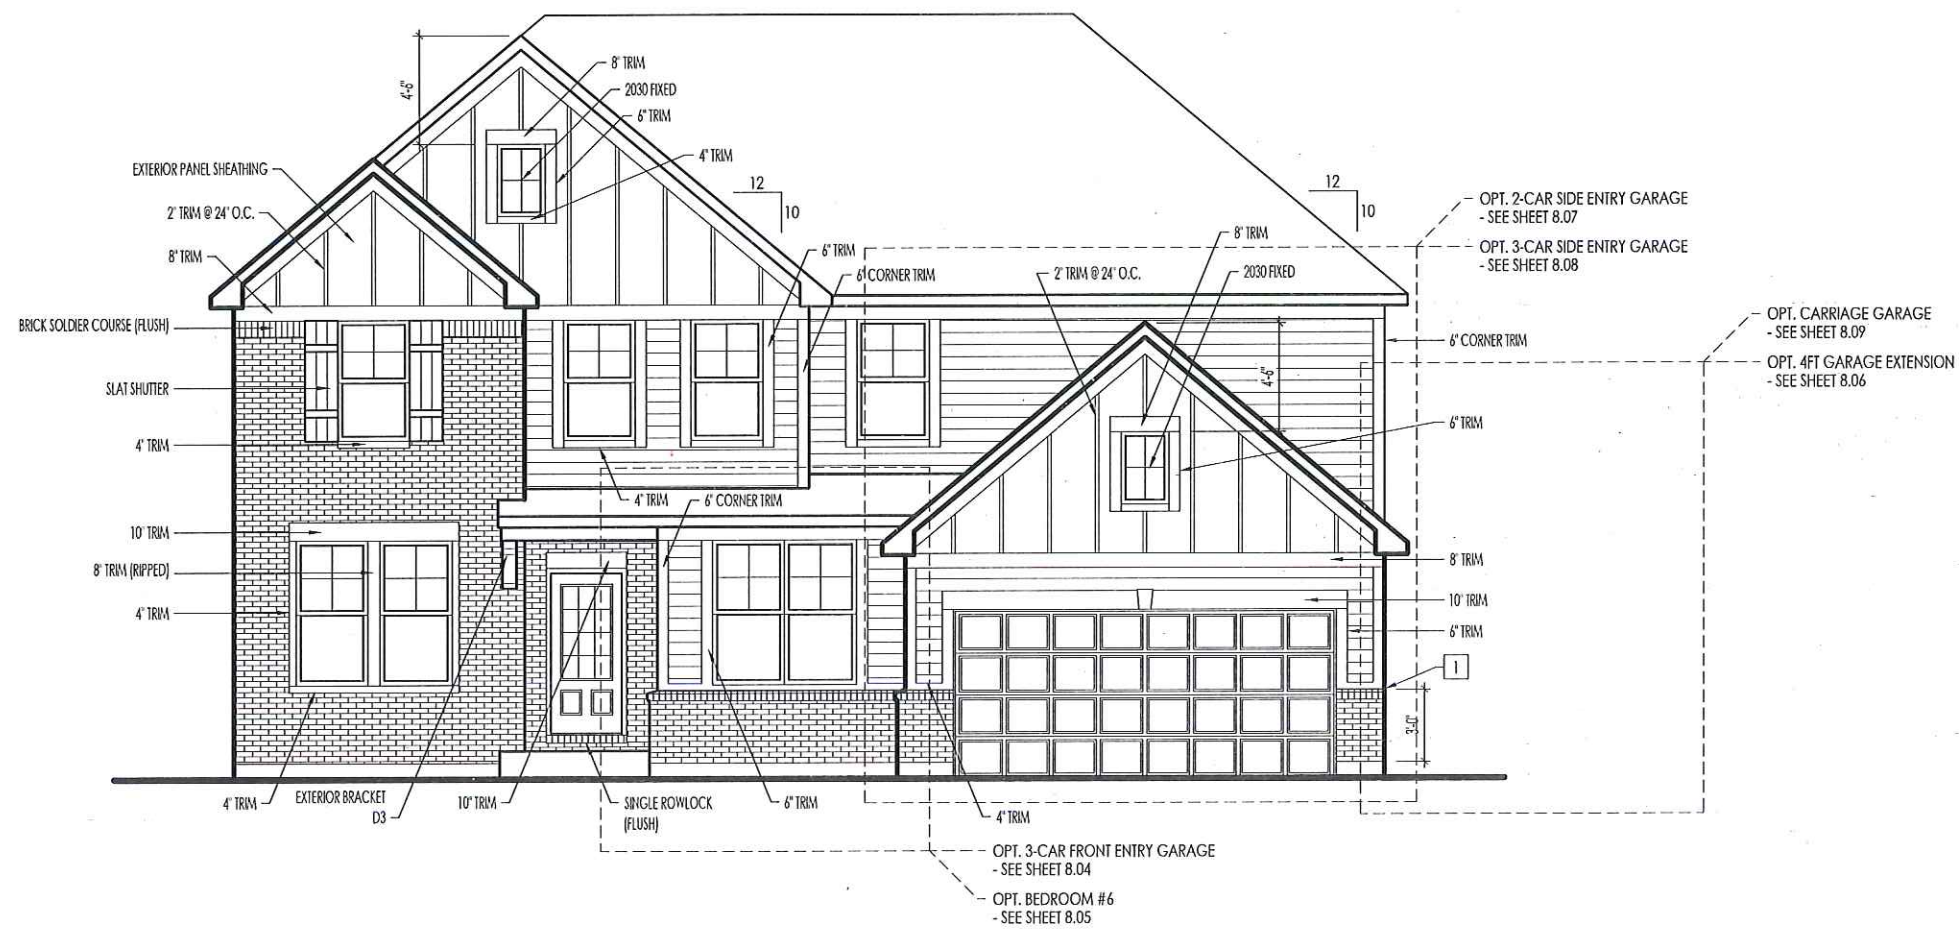 8" TRIM
2030 FIXED
6" TRIM
4'-6"
4" TRIM
EXTERIOR PANEL SHEATHING
12
10
12
10
2" TRIM @ 24" O.C.
8" TRIM
OPT. 2-CAR SIDE ENTRY GARAGE
- SEE SHEET 8.07
OPT. 3-CAR SIDE ENTRY GARAGE
- SEE SHEET 8.08
8" TRIM
6" TRIM
6" CORNER TRIM
2" TRIM @ 24" O.C.
2030 FIXED
OPT. CARRIAGE GARAGE
- SEE SHEET 8.09
BRICK SOLDIER COURSE (FLUSH)
6" CORNER TRIM
OPT. 4FT GARAGE EXTENSION
- SEE SHEET 8.06
4'-6"
SLAT SHUTTER
6" TRIM
4" TRIM
4" TRIM
6" CORNER TRIM
10" TRIM
8" TRIM
8" TRIM (RIPPED)
10" TRIM
4" TRIM
6" TRIM
1
3'-0"
4" TRIM
EXTERIOR BRACKET
D3
10" TRIM
SINGLE ROWLOCK
(FLUSH)
6" TRIM
4" TRIM
OPT. 3-CAR FRONT ENTRY GARAGE
- SEE SHEET 8.04
OPT. BEDROOM #6
- SEE SHEET 8.05